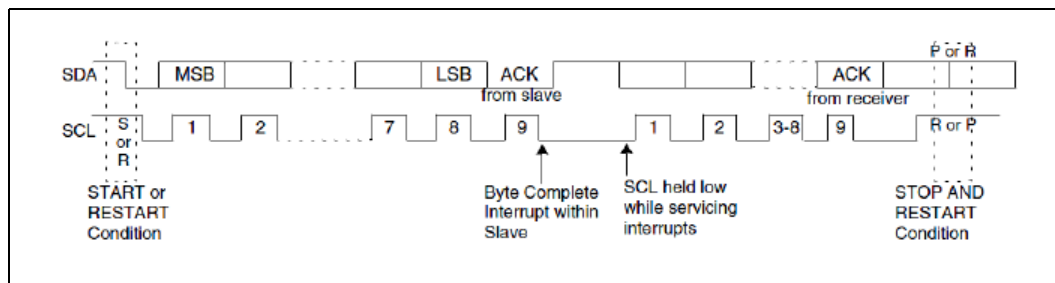 P or R
SDA MSB LSB ACK ACK
from slave from receiver
SCL S or R 1 2 7 8 9 1 2 3-8 9 R or P
START or
RESTART
Condition
Byte Complete
Interrupt within
Slave
SCL held low
while servicing
interrupts
STOP AND
RESTART
Condition